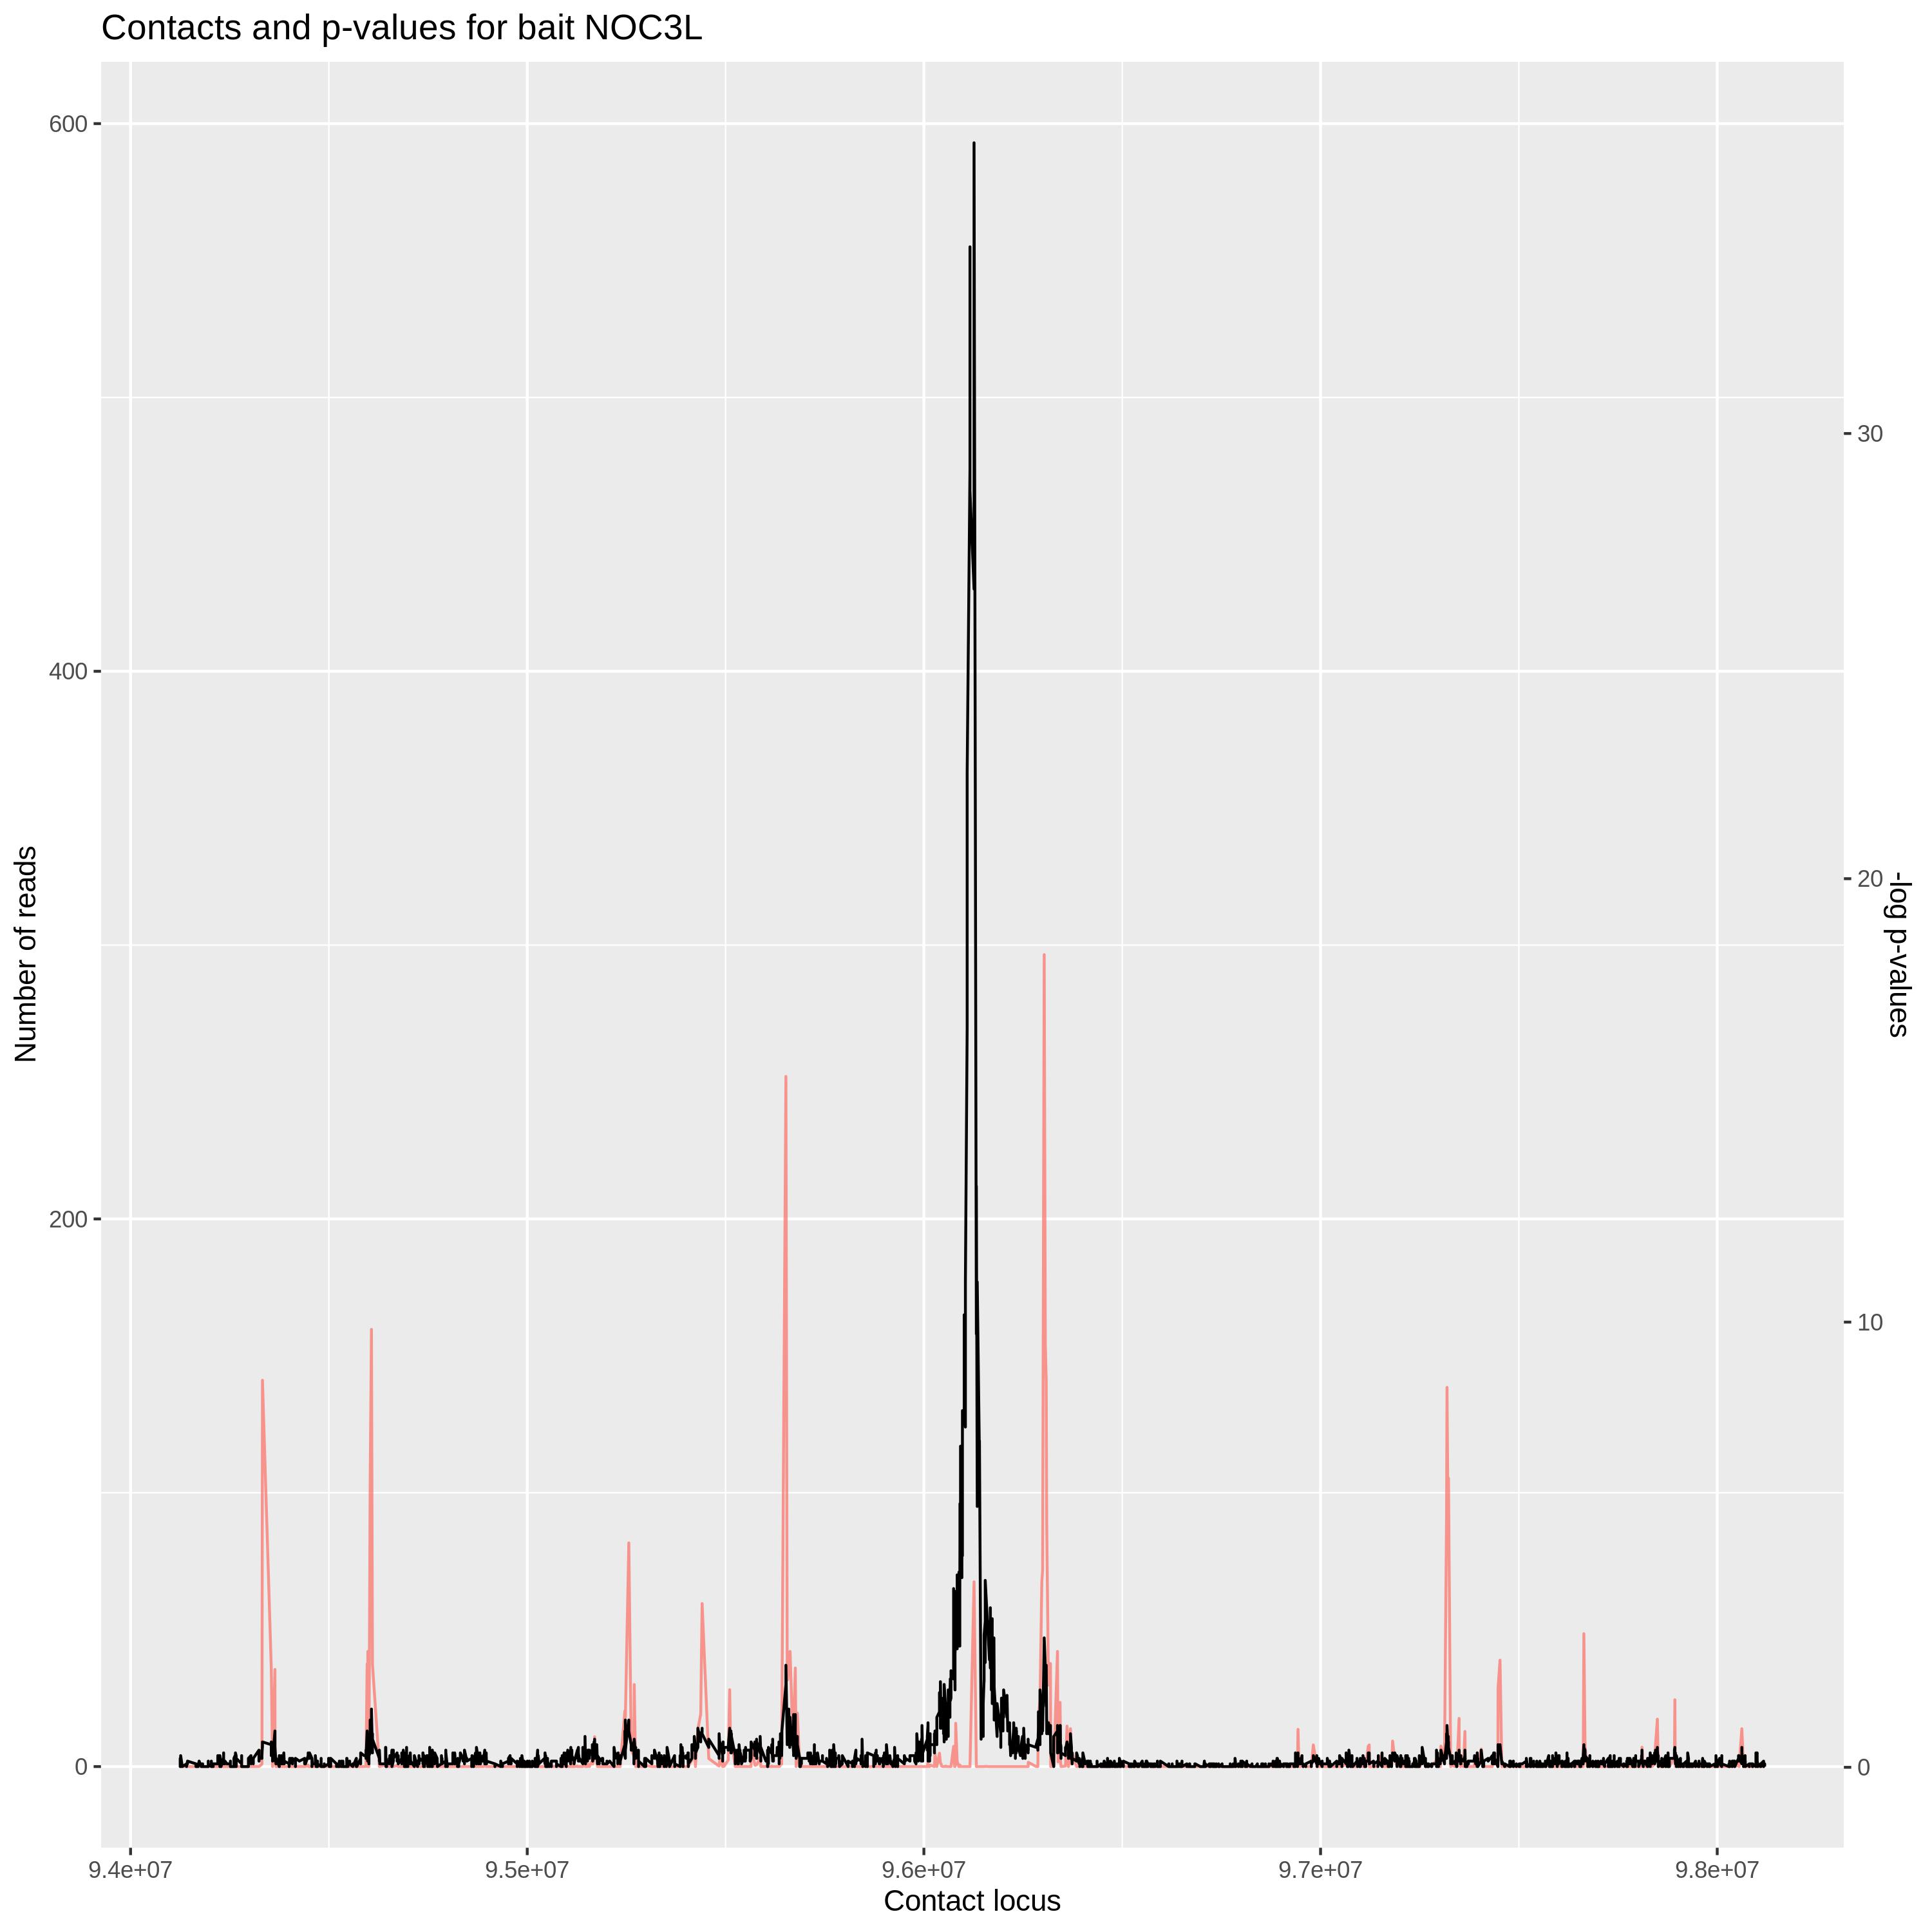 Contacts and p-values for bait NOC3L
600
400
200
0
Number of reads
30
20
10
0
-log p-values
9.4e+07
9.5e+07
9.6e+07
9.7e+07
9.8e+07
Contact locus